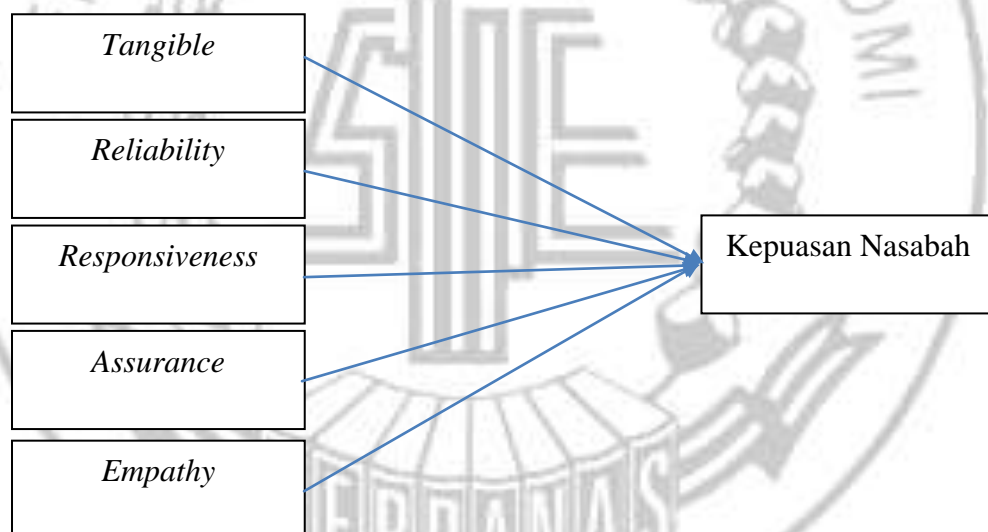 Tangible
Reliability
Responsiveness
Kepuasan Nasabah
Assurance
Empathy